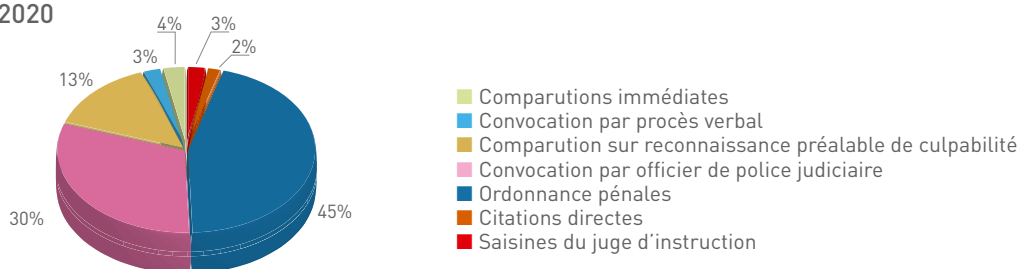 2020
4%
3%
2%
3%
13%
30%
45%
Comparutions immédiates
Convocation par procès verbal
Comparution sur reconnaissance préalable de culpabilité
Convocation par officier de police judiciaire
Ordonnance pénales
Citations directes
Saisines du juge d’instruction